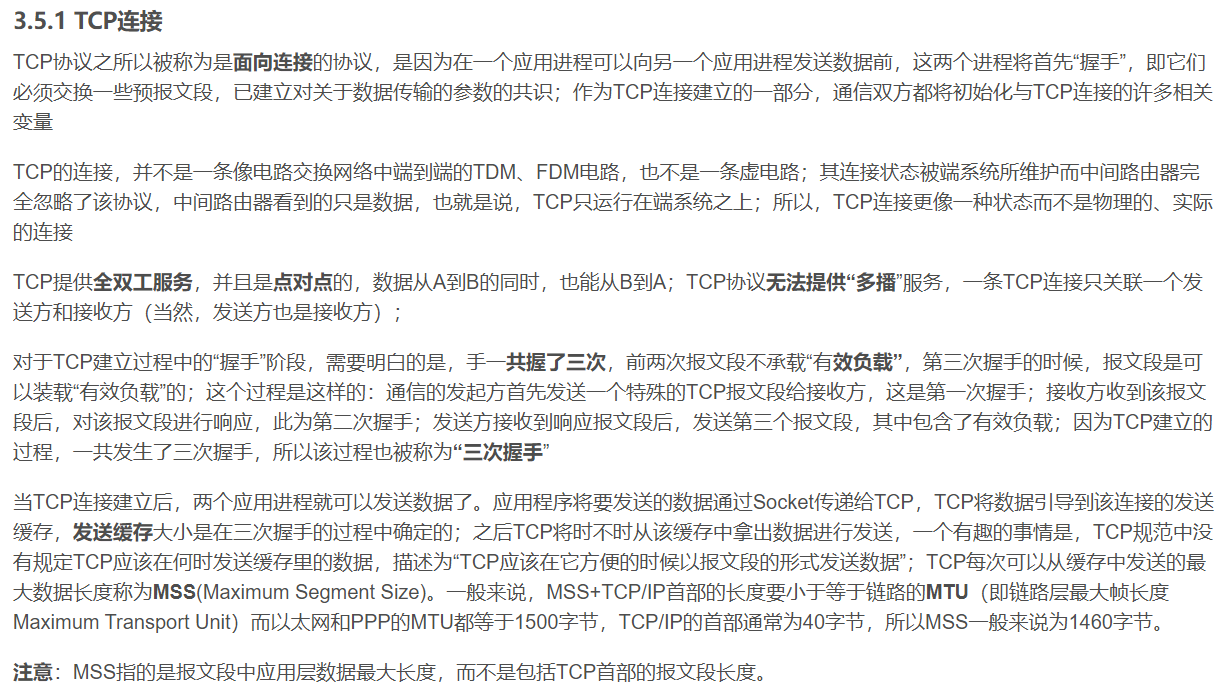 3.5.1 TCP连接
TCP协议之所以被称为是面向连接的协议，是因为在一个应用进程可以向另一个应用进程发送数据前，这两个进程将首先“握手”，即它们
必须交换一些预报文段，已建立对关于数据传输的参数的共识；作为TCP连接建立的一部分，通信双方都将初始化与TCP连接的许多相关
变量
TCP的连接，并不是一条像电路交换网络中端到端的TDM、FDM电路，也不是一条虚电路；其连接状态被端系统所维护而中间路由器完
全忽略了该协议，中间路由器看到的只是数据，也就是说，TCP只运行在端系统之上；所以，TCP连接更像一种状态而不是物理的、实际
的连接
TCP提供全双工服务，并且是点对点的，数据从A到B的同时，也能从B到A；TCP协议无法提供“多播”服务，一条TCP连接只关联一个发
送方和接收方（当然，发送方也是接收方）；
对于TCP建立过程中的“握手”阶段，需要明白的是，手一共握了三次，前两次报文段不承载“有效负载”，第三次握手的时候，报文段是可
以装载“有效负载”的；这个过程是这样的：通信的发起方首先发送一个特殊的TCP报文段给接收方，这是第一次握手；接收方收到该报文
段后，对该报文段进行响应，此为第二次握手；发送方接收到响应报文段后，发送第三个报文段，其中包含了有效负载；因为TCP建立的
过程，一共发生了三次握手，所以该过程也被称为“三次握手”
当TCP连接建立后，两个应用进程就可以发送数据了。应用程序将要发送的数据通过Socket传递给TCP，TCP将数据引导到该连接的发送
缓存，发送缓存大小是在三次握手的过程中确定的；之后TCP将时不时从该缓存中拿出数据进行发送，一个有趣的事情是，TCP规范中没
有规定TCP应该在何时发送缓存里的数据，描述为“TCP应该在它方便的时候以报文段的形式发送数据”；TCP每次可以从缓存中发送的最
大数据长度称为MSS(Maximum Segment Size)。一般来说，MSS+TCP/IP首部的长度要小于等于链路的MTU（即链路层最大帧长度
Maximum Transport Unit）而以太网和PPP的MTU都等于1500字节，TCP/IP的首部通常为40字节，所以MSS一般来说为1460字节。
注意：MSS指的是报文段中应用层数据最大长度，而不是包括TCP首部的报文段长度。